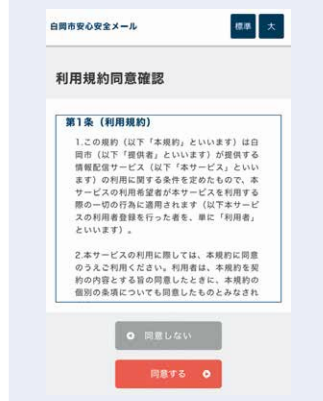 白岡市安心安全メール
標準 大
利用規約同意確認
第1条（利用規約）
1.この規約（以下「本規約」といいます）は白
岡市（以下「提供者」といいます）が提供する
情報配信サービス（以下「本サービス」といい
ます）の利用に関する条件を定めたもので、本
サービスの利用希望者が本サービスを利用する
際の一切の行為に適用されます（以下本サービ
スの利用者登録を行った者を、単に「利用者」
といいます）。
2.本サービスの利用に際しては、本規約に同意
のうえご利用ください。利用者は、本規約を契
約の内容とする旨の同意したときに、本規約の
個別の条項についても同意したものとみなされ
同意しない
同意する